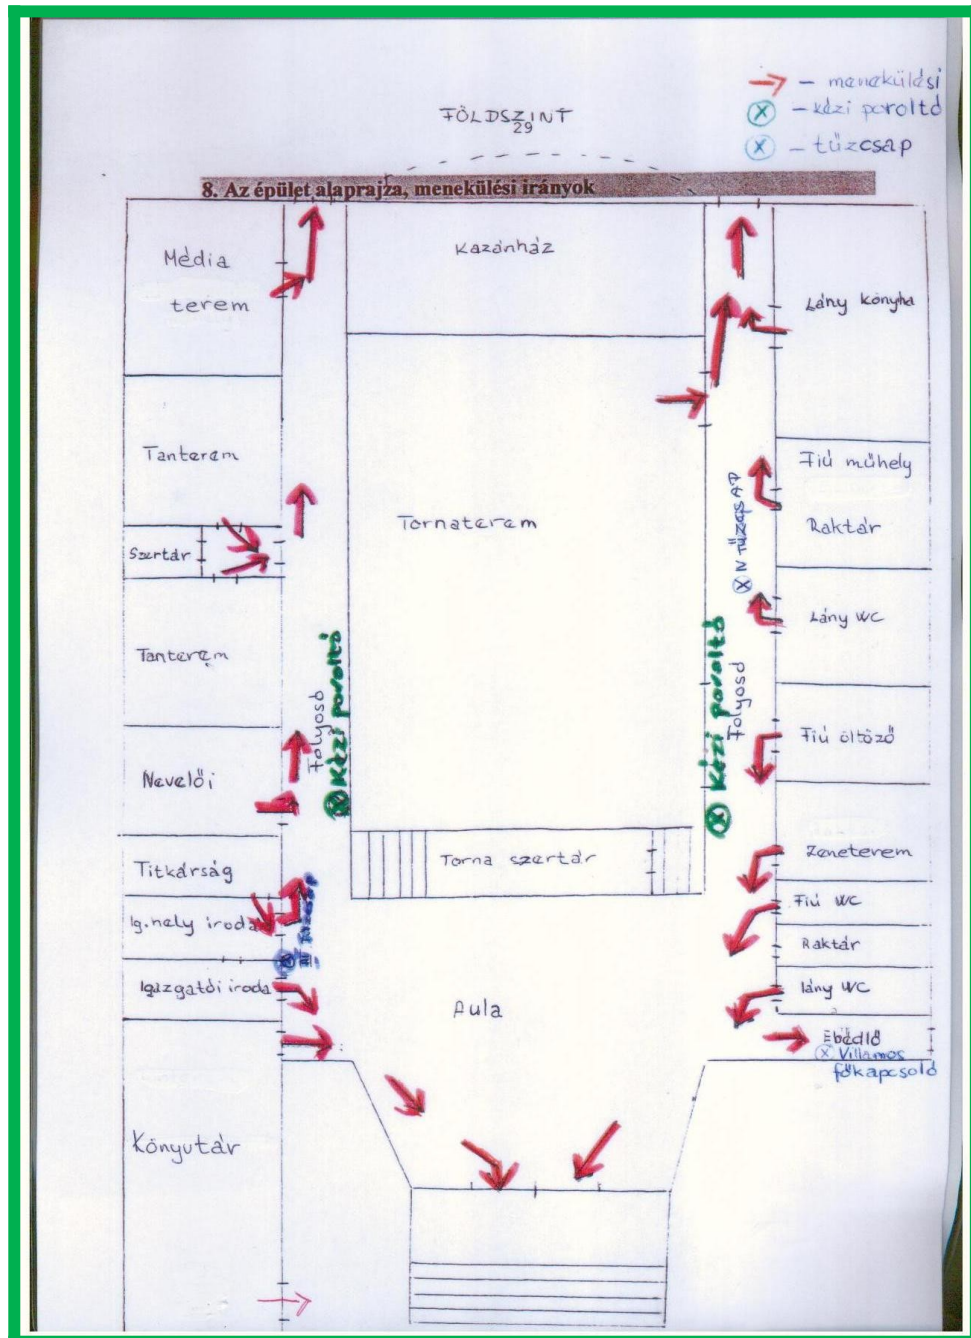 → - menekülési
FÖLDSZINT
29
ⓧ - kézi poroltó
ⓧ - tűzcsap
8. Az épület alaprajza, menekülési irányok
Média
terem
Kazánház
Lány konyha
Tanterem
Szertár
Tornaterem
Fiú műhely
Raktár
N TŰZCSAP
Lány WC
Tanterem
Folyosó
Kézi poroltó
Kézi poroltó
Folyosó
Fiú öltöző
Nevelői
Titkárság
Torna szertár
Zeneterem
Fiú WC
Ig. hely iroda
Raktár
Igazgatói iroda
Aula
lány WC
Ebédlő
Villamos
főkapcsoló
Könyvtár